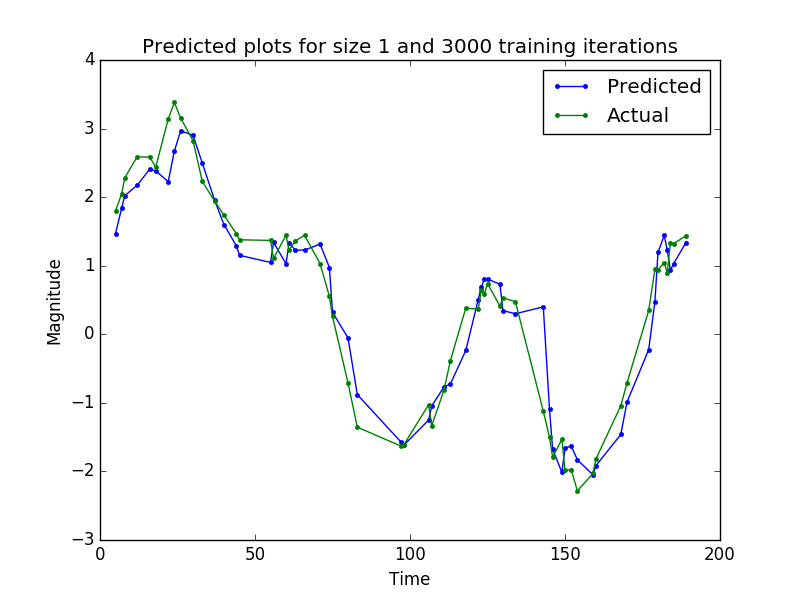 Predicted plots for size 1 and 3000 training iterations
Predicted
Actual
4
3
2
1
0
−1
−2
−3
Magnitude
0
50
100
150
200
Time